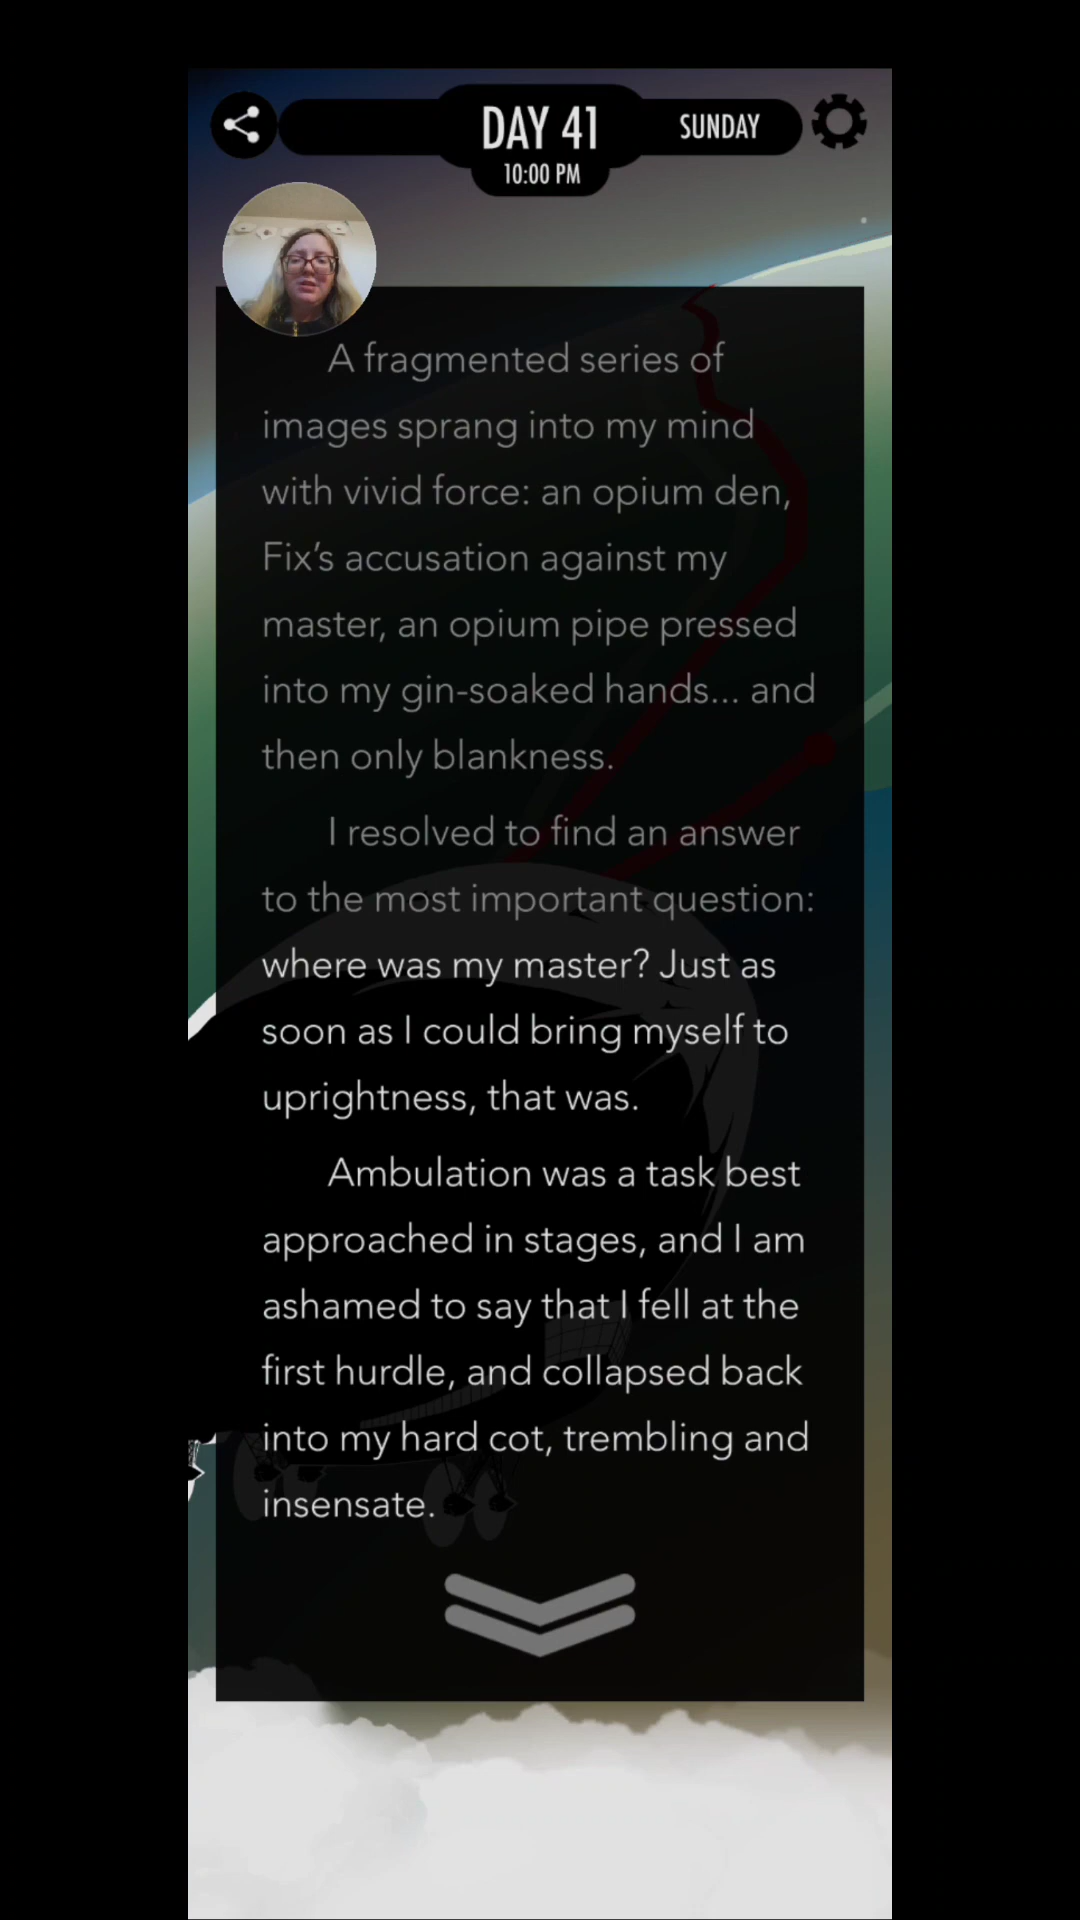 DAY 41
SUNDAY
10:00 PM
A fragmented series of
images sprang into my mind
with vivid force: an opium den,
Fix’s accusation against my
master, an opium pipe pressed
into my gin-soaked hands... and
then only blankness.
I resolved to find an answer
to the most important question:
where was my master? Just as
soon as I could bring myself to
uprightness, that was.
Ambulation was a task best
approached in stages, and I am
ashamed to say that I fell at the
first hurdle, and collapsed back
into my hard cot, trembling and
insensate.